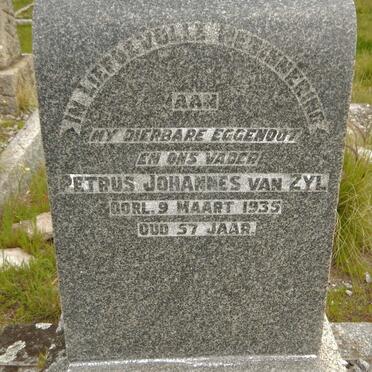 IN LIEFDEVOLLE HERINNERING
AAN
MY DIERBARE EGGENOOT
EN ONS VADER
PETRUS JOHANNES VAN ZYL
OORL. 9 MAART 1935
OUD 57 JAAR.